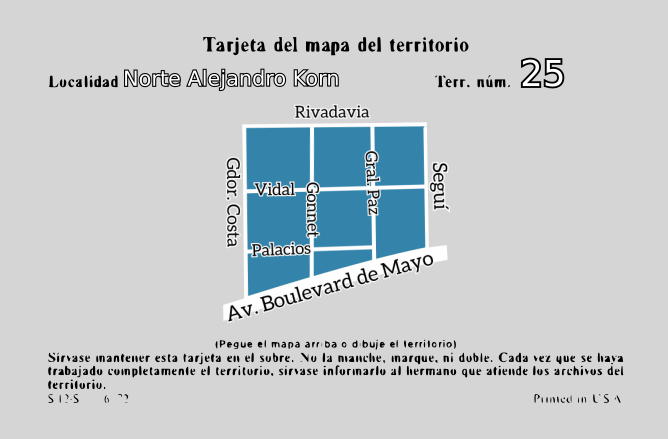 Tarjeta del mapa del territorio
Localidad Norte Alejandro Korn Terr. núm. 25
Rivadavia
Gdor. Costa
Vidal
Gonnet
Gral. Paz
Seguí
Palacios
Av. Boulevard de Mayo
(Pegue el mapa arriba o dibuje el territorio)
Sírvase mantener esta tarjeta en el sobre. No la manche, marque, ni doble. Cada vez que se haya
trabajado completamente el territorio, sírvase informarlo al hermano que atiende los archivos del
territorio.
S-12-S 6-72 Printed in U.S.A.